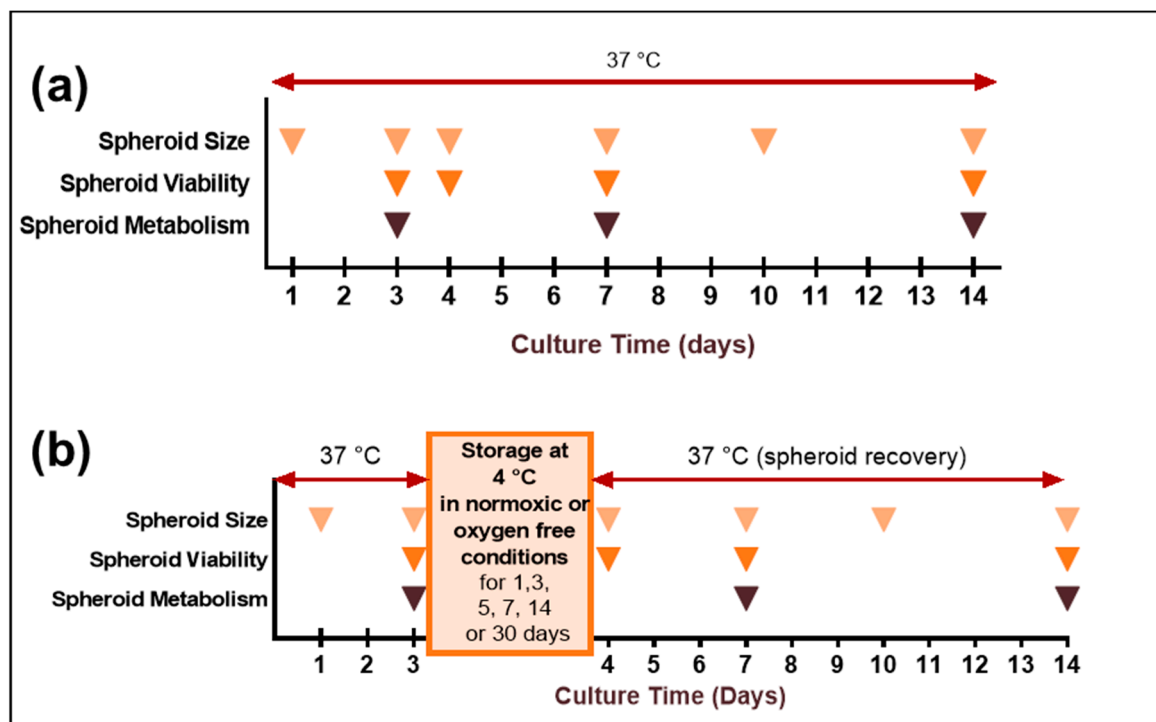 (a)
37 °C
Spheroid Size
Spheroid Viability
Spheroid Metabolism
1 2 3 4 5 6 7 8 9 10 11 12 13 14
Culture Time (days)
(b)
37 °C
Storage at
4 °C
in normoxic or
oxygen free
conditions
for 1,3,
5, 7, 14
or 30 days
37 °C (spheroid recovery)
Spheroid Size
Spheroid Viability
Spheroid Metabolism
1 2 3 4 5 6 7 8 9 10 11 12 13 14
Culture Time (Days)